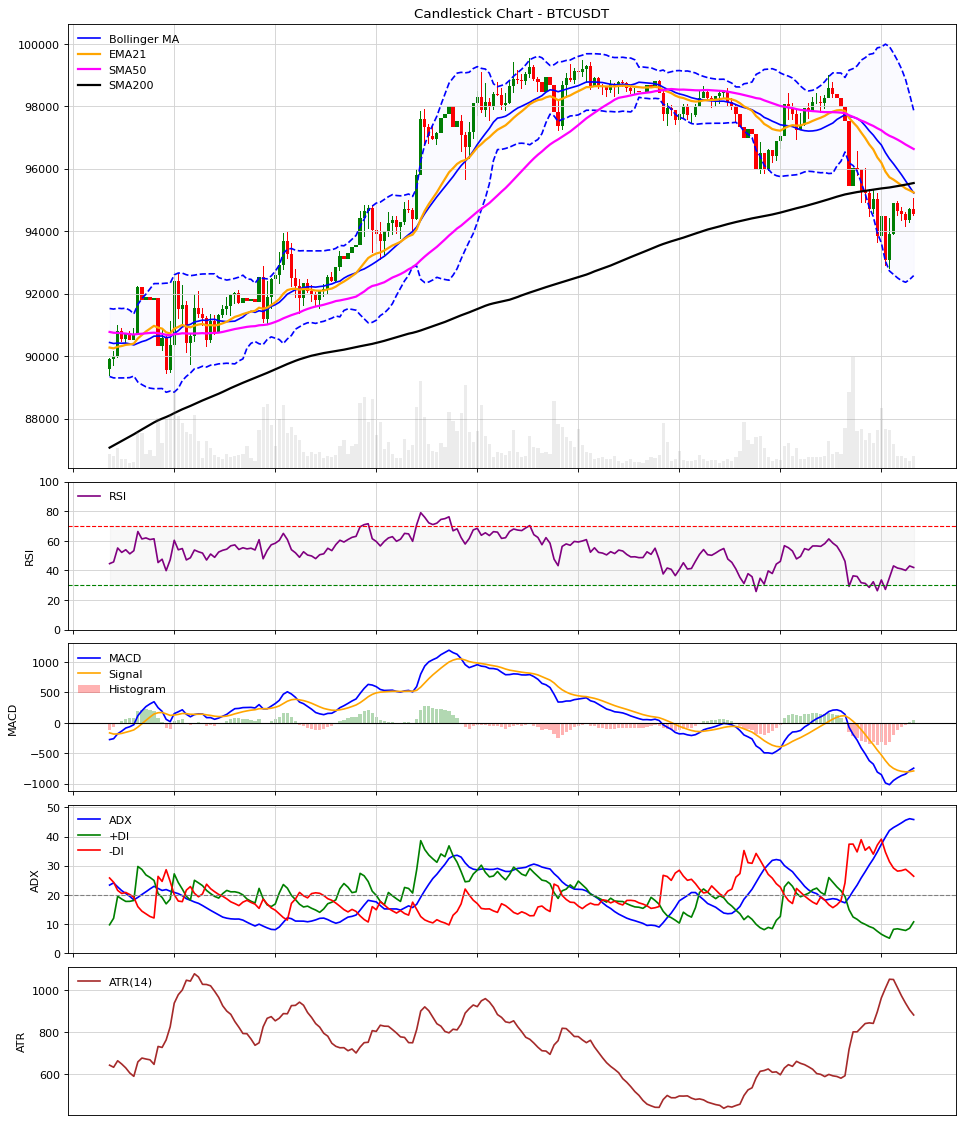 Candlestick Chart - BTCUSDT
Bollinger MA
EMA21
SMA50
SMA200
100000
98000
96000
94000
92000
90000
88000
RSI
RSI
100
80
60
40
20
0
MACD
Signal
Histogram
MACD
1000
500
0
−500
−1000
ADX
+DI
-DI
ADX
50
40
30
20
10
0
ATR(14)
ATR
1000
800
600